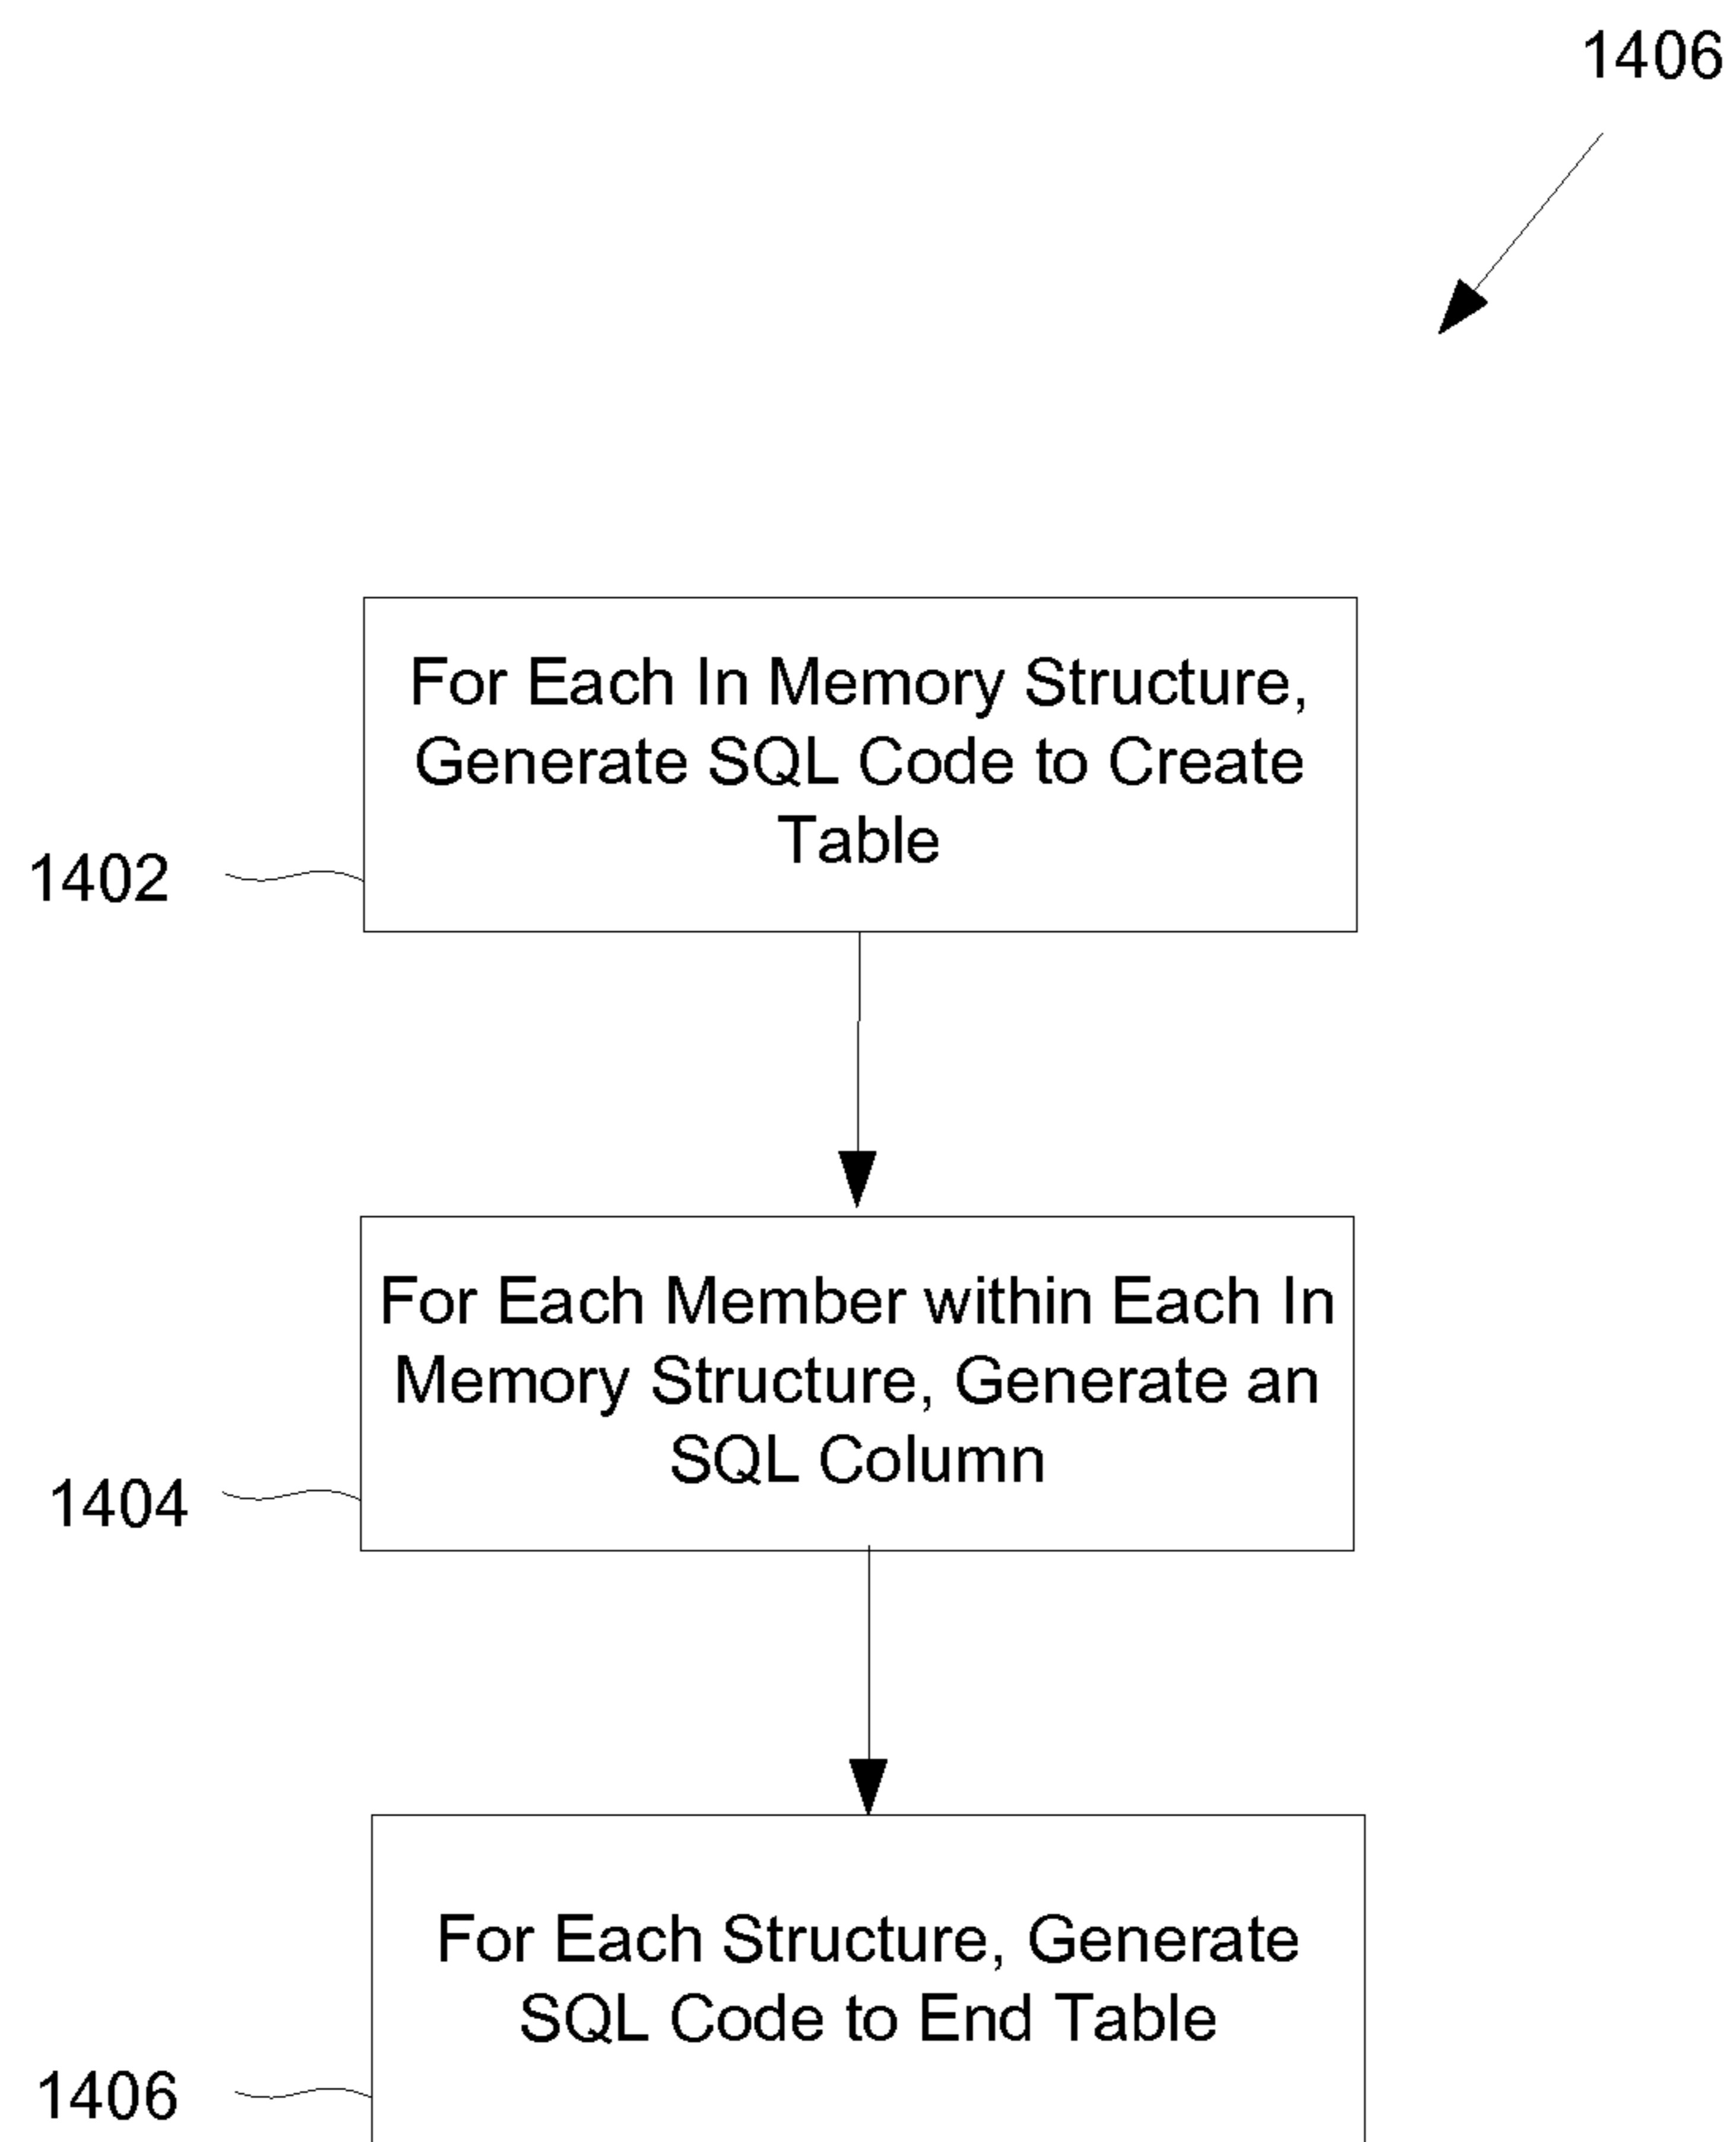 1406
For Each In Memory Structure,
Generate SQL Code to Create
Table
1402
For Each Member within Each In
Memory Structure, Generate an
SQL Column
1404
For Each Structure, Generate
SQL Code to End Table
1406